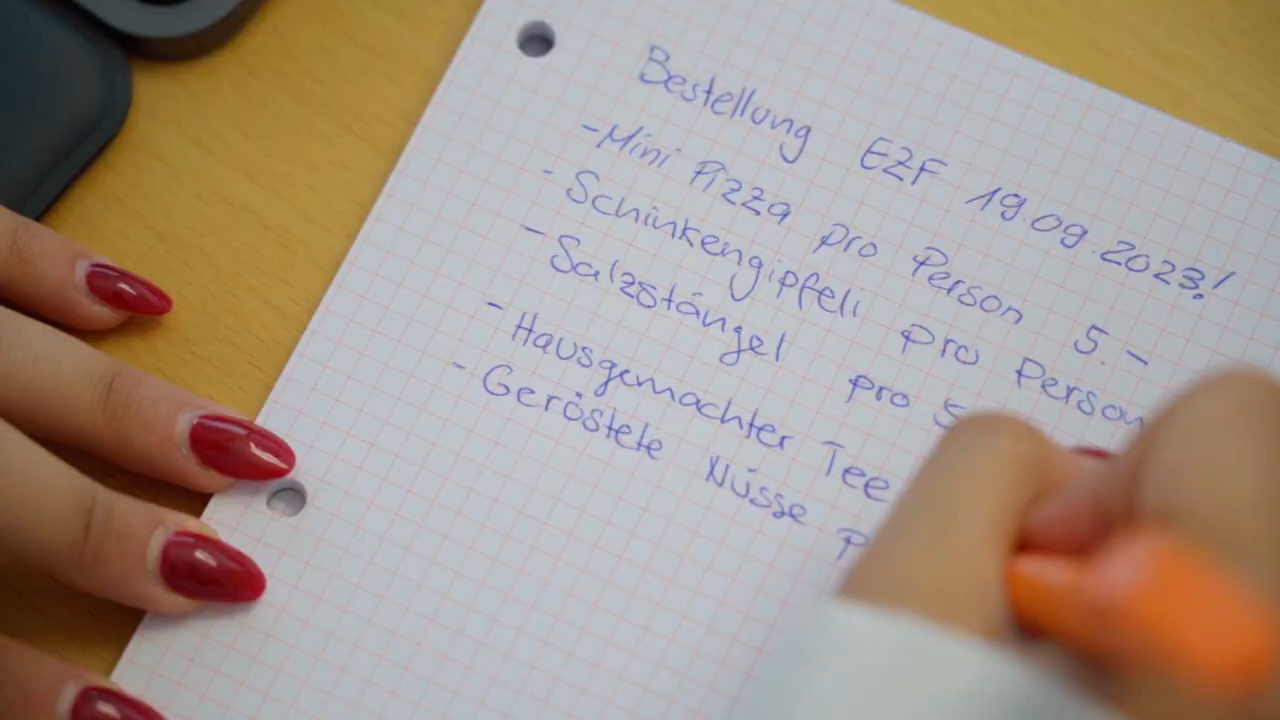 Bestellung EZF 19.09.2023!
- Mini Pizza pro Person 5.-
- Schinkengipfeli pro Person
- Salzstängel pro
- Hausgemachter Tee
- Geröstete Nüsse